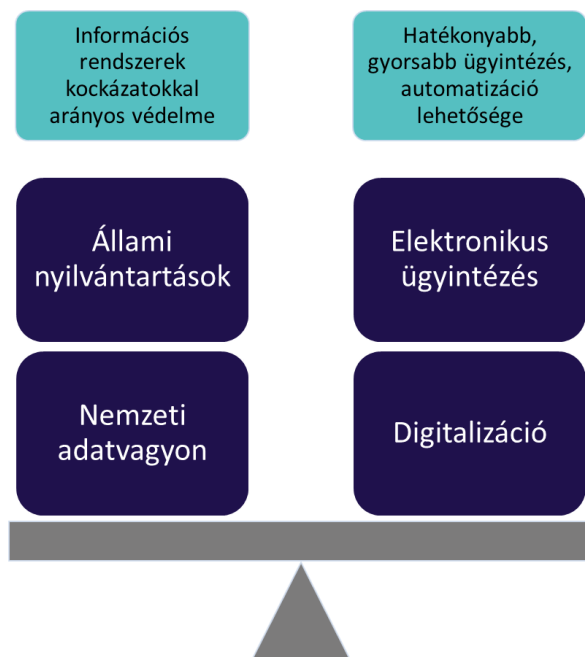 Információs
rendszerek
kockázatokkal
arányos védelme
Hatékonyabb,
gyorsabb ügyintézés,
automatizáció
lehetősége
Állami
nyilvántartások
Elektronikus
ügyintézés
Nemzeti
adatvagyon
Digitalizáció